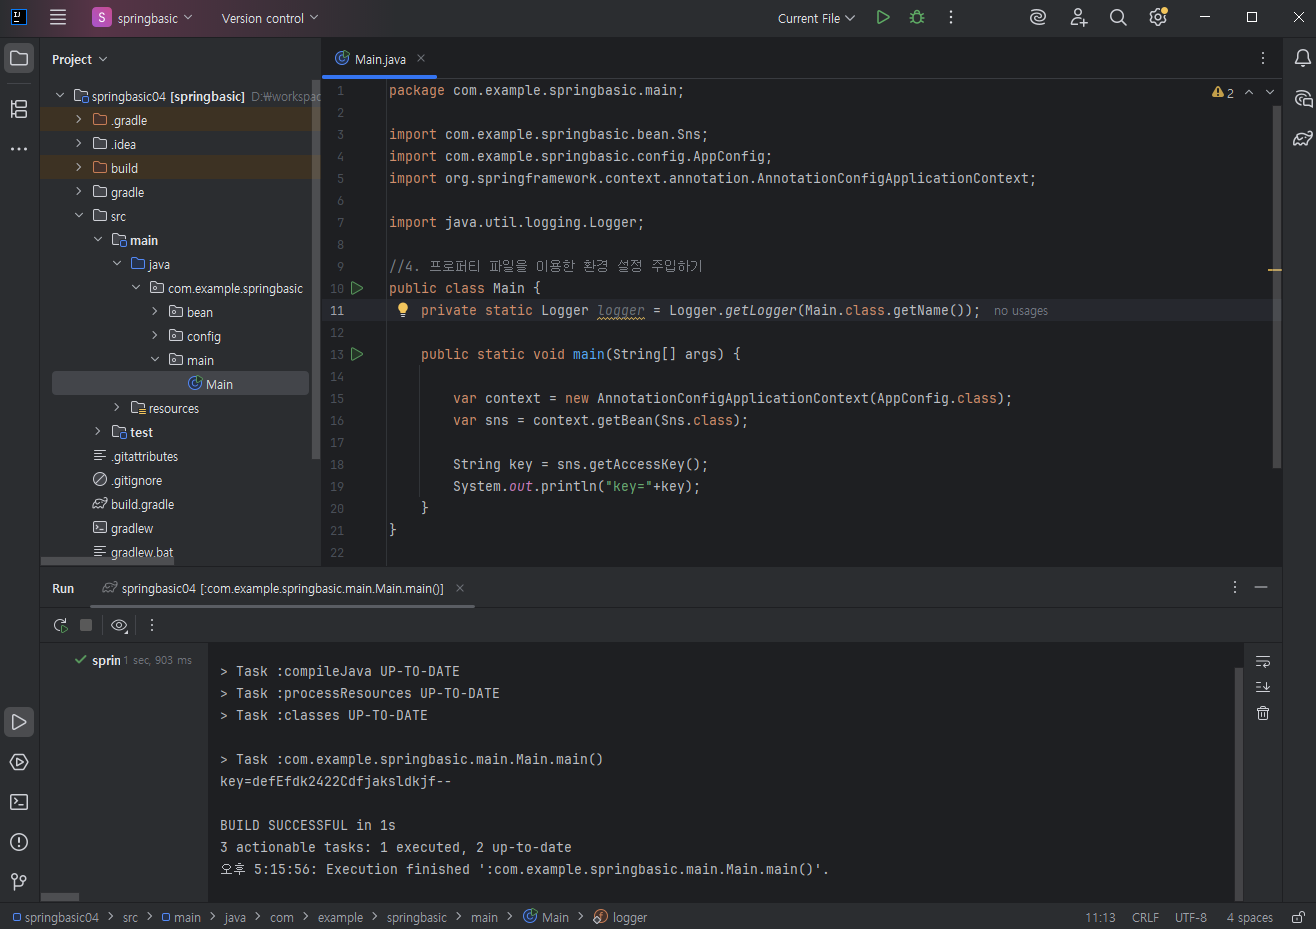 S springbasic Version control Current File
Project
Main.java
springbasic04 [springbasic] D:\workspac
.gradle
.idea
build
gradle
src
main
java
com.example.springbasic
bean
config
main
Main
resources
test
.gitattributes
.gitignore
build.gradle
gradlew
gradlew.bat
2
1 package com.example.springbasic.main;
2
3 import com.example.springbasic.bean.Sns;
4 import com.example.springbasic.config.AppConfig;
5 import org.springframework.context.annotation.AnnotationConfigApplicationContext;
6
7 import java.util.logging.Logger;
8
9 //4. 프로퍼티 파일을 이용한 환경 설정 주입하기
10 public class Main {
11 private static Logger logger = Logger.getLogger(Main.class.getName()); no usages
12
13 public static void main(String[] args) {
14
15 var context = new AnnotationConfigApplicationContext(AppConfig.class);
16 var sns = context.getBean(Sns.class);
17
18 String key = sns.getAccessKey();
19 System.out.println("key="+key);
20 }
21 }
22
Run springbasic04 [:com.example.springbasic.main.Main.main()]
sprin 1 sec, 903 ms
> Task :compileJava UP-TO-DATE
> Task :processResources UP-TO-DATE
> Task :classes UP-TO-DATE
> Task :com.example.springbasic.main.Main.main()
key=defEfdk2422Cdfjaksldkjf--
BUILD SUCCESSFUL in 1s
3 actionable tasks: 1 executed, 2 up-to-date
오후 5:15:56: Execution finished ':com.example.springbasic.main.Main.main()'.
springbasic04 > src > main > java > com > example > springbasic > main > Main > logger 11:13 CRLF UTF-8 4 spaces